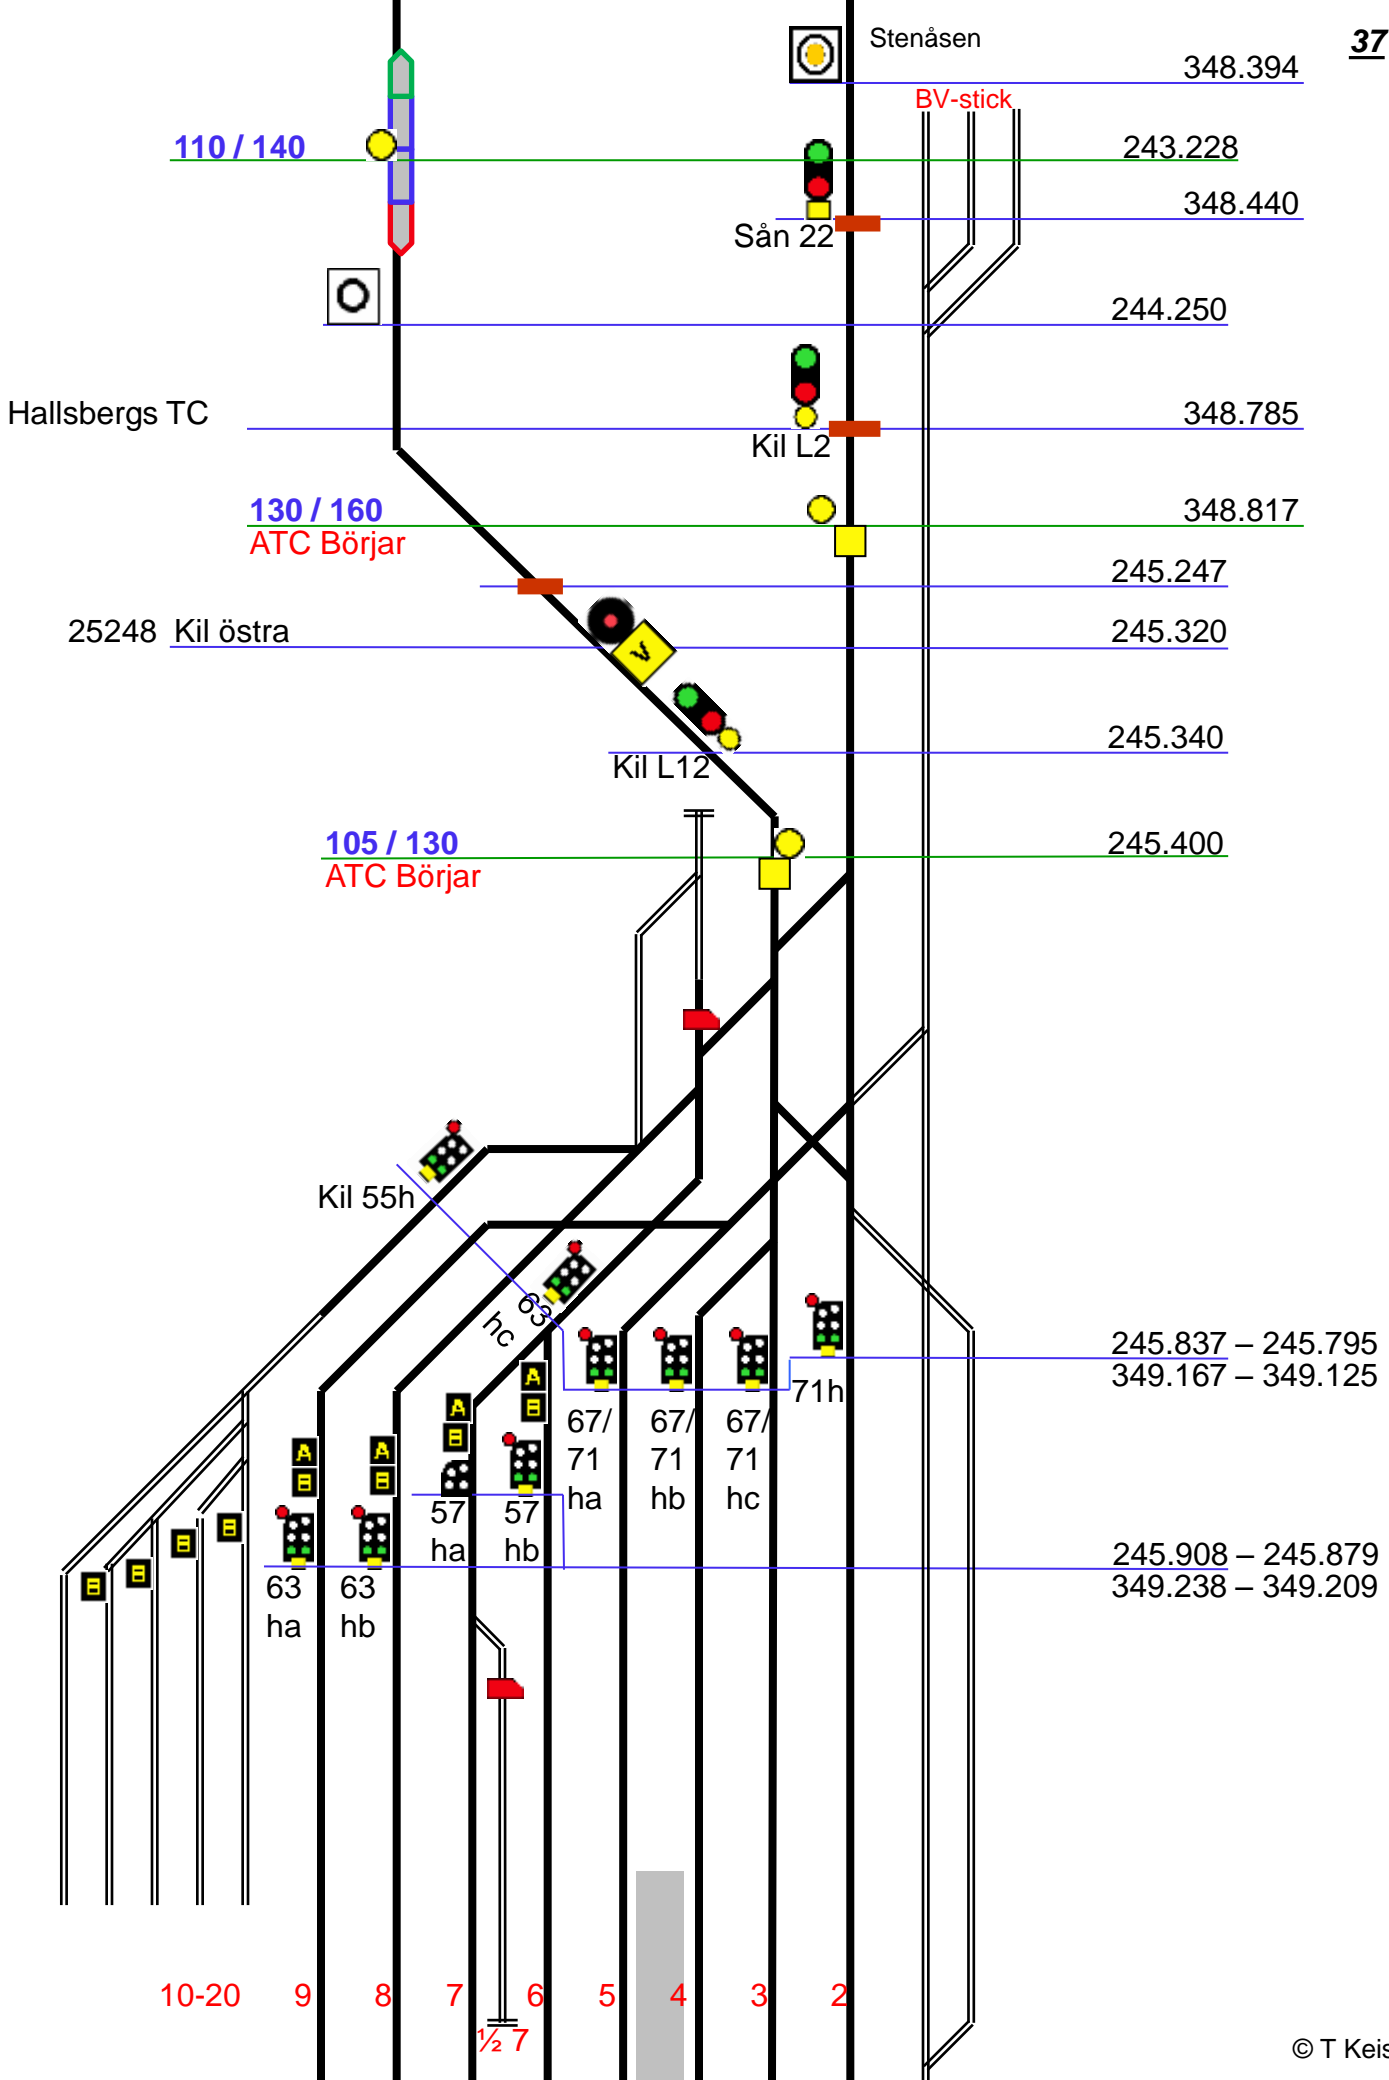 Stenåsen
37
348.394
BV-stick
110 / 140
243.228
348.440
Sån 22
244.250
Hallsbergs TC
348.785
Kil L2
130 / 160
348.817
ATC Börjar
245.247
25248 Kil östra
245.320
V
245.340
Kil L12
105 / 130
245.400
ATC Börjar
Kil 55h
63
hc
245.837 – 245.795
349.167 – 349.125
71h
A
B
A
B
A
B
A
B
67/
71
ha
67/
71
hb
67/
71
hc
57
ha
57
hb
B
B
B
B
245.908 – 245.879
349.238 – 349.209
63
ha
63
hb
10-20
9
8
7
6
5
4
3
2
½ 7
© T Keis